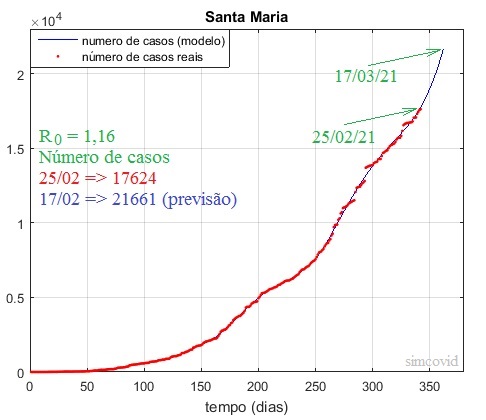 Santa Maria
2 ×10⁴
numero de casos (modelo)
número de casos reais
17/03/21
25/02/21
R0 = 1,16
Número de casos
25/02 => 17624
17/02 => 21661 (previsão)
1.5
1
0.5
0
simcovid
0 50 100 150 200 250 300 350
tempo (dias)